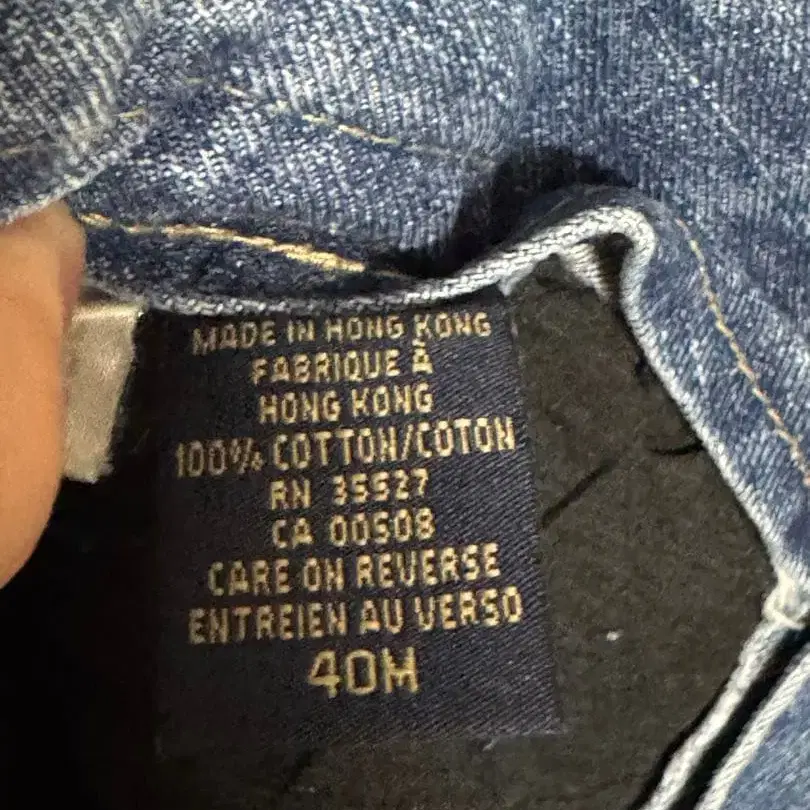 MADE IN HONG KONG
FABRIQUE À
HONG KONG
100% COTTON/COTON
RN 35527
CA 00508
CARE ON REVERSE
ENTREIEN AU VERSO
40M